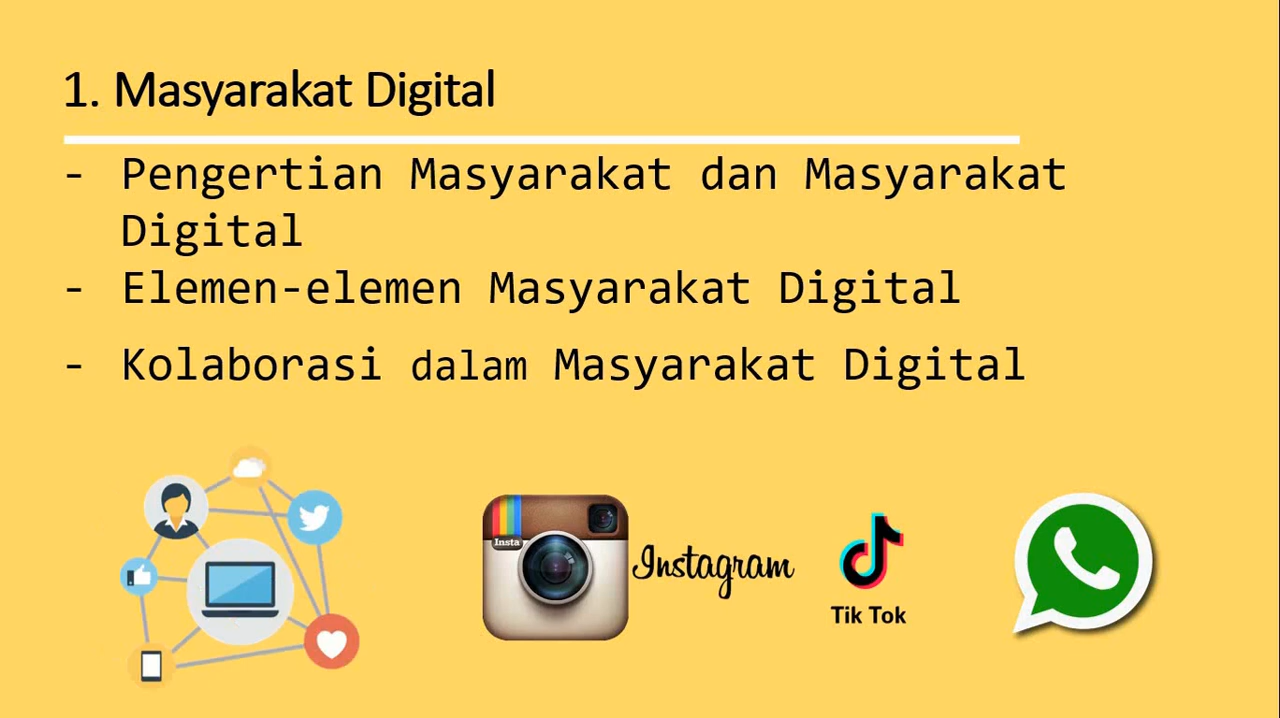 1. Masyarakat Digital
- Pengertian Masyarakat dan Masyarakat
Digital
- Elemen-elemen Masyarakat Digital
- Kolaborasi dalam Masyarakat Digital
Insta
Instagram
Tik Tok